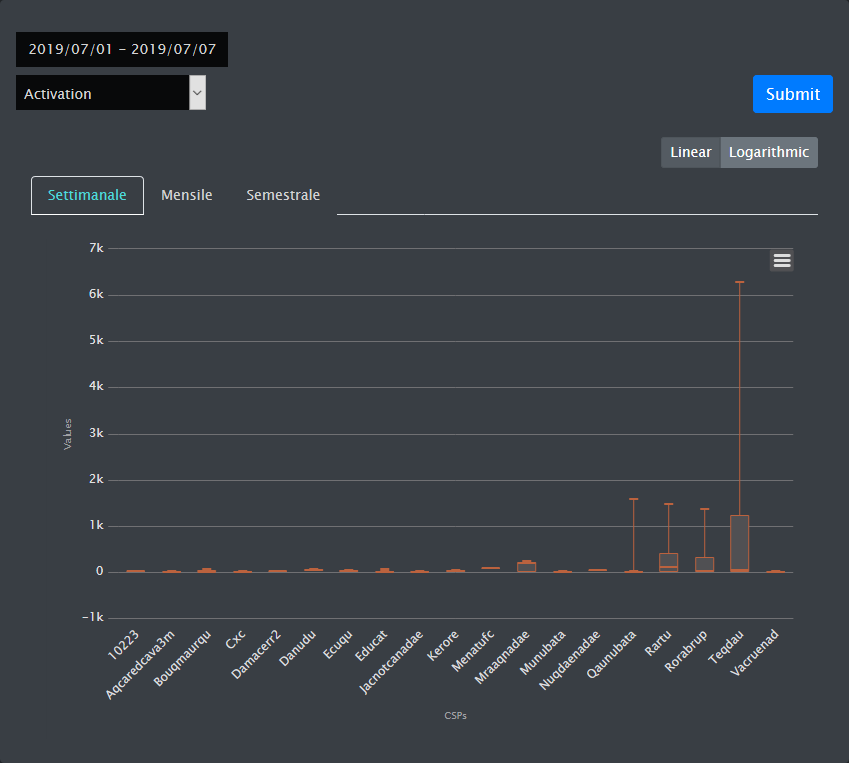 2019/07/01 - 2019/07/07
Activation
Submit
Linear Logarithmic
Settimanale Mensile Semestrale
7k
6k
5k
4k
3k
2k
1k
0
-1k
Values
10223
Aqcaredcava3m
Bouqmaurqu
Cxc
Damacerr2
Danudu
Ecuqu
Educat
Jacnotcanadae
Kerore
Menatufc
Mraaqnadae
Munubata
Nuqdaenadae
Qaunubata
Rartu
Rorabrup
Teqdau
Vacruenad
CSPs